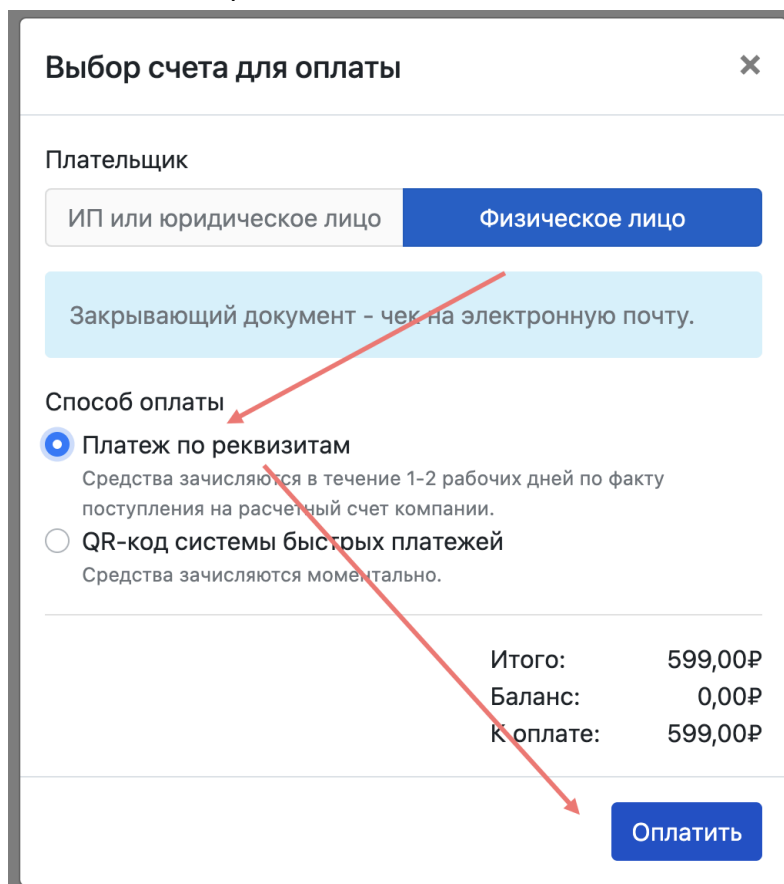 Выбор счета для оплаты ×
Плательщик
ИП или юридическое лицо Физическое лицо
Закрывающий документ - чек на электронную почту.
Способ оплаты
Платеж по реквизитам
Средства зачисляются в течение 1-2 рабочих дней по факту
поступления на расчетный счет компании.
QR-код системы быстрых платежей
Средства зачисляются моментально.
Итого: 599,00₽
Баланс: 0,00₽
К оплате: 599,00₽
Оплатить